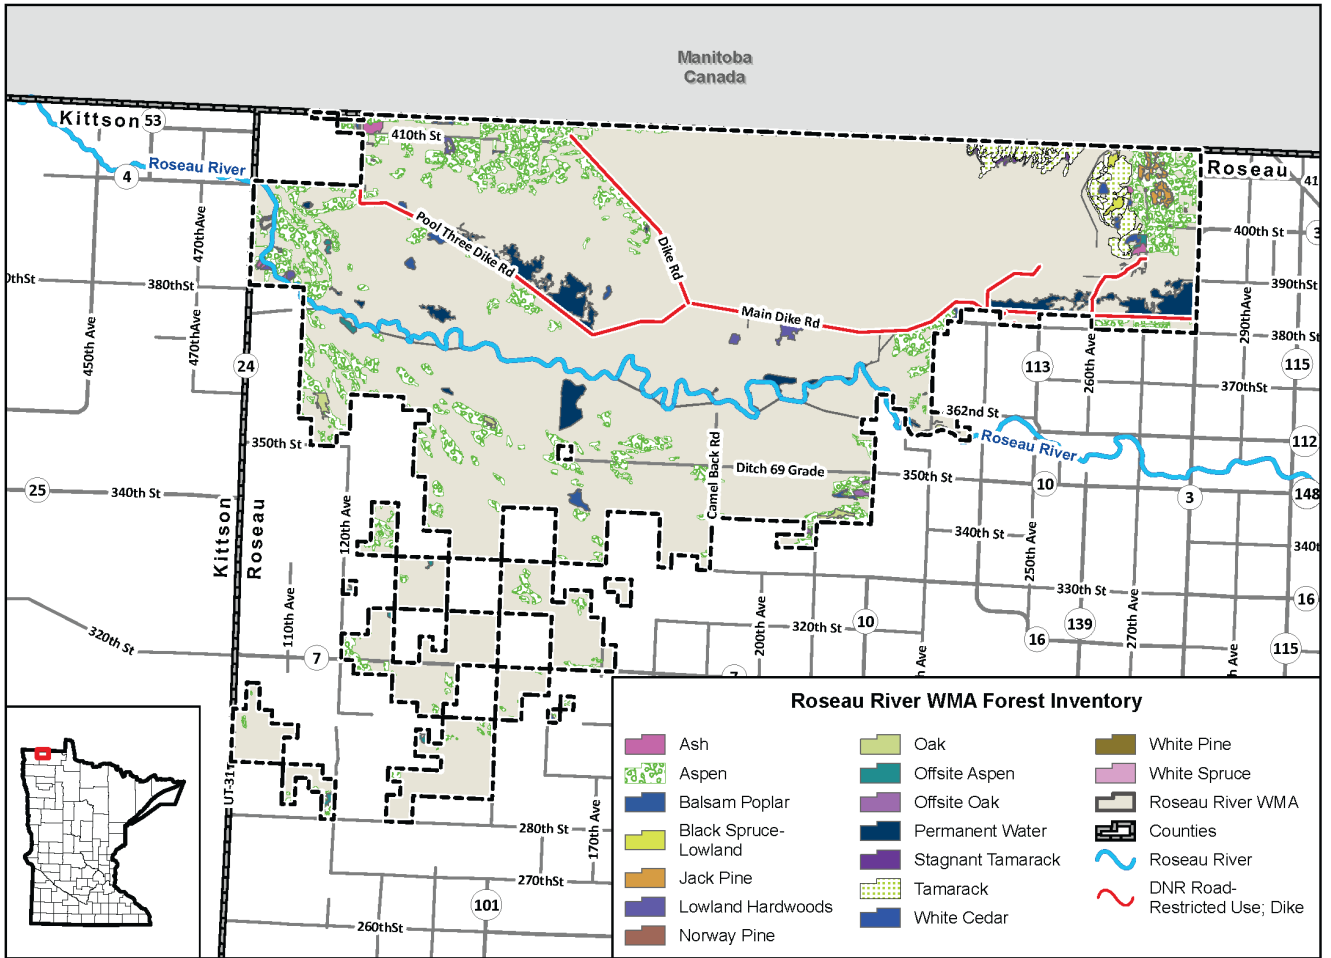 Manitoba
Canada
Kittson
53
410th St
Roseau River
4
Roseau
41
470thAve
Pool Three Dike Rd
Dike Rd
400th St
3
0thSt
380thSt
390thSt
290thAve
Main Dike Rd
380th St
450th Ave
470thAve
24
113
260th Ave
115
370thSt
362nd St
350th St
Roseau River
112
Camel Back Rd
Ditch 69 Grade
350th St
10
25
340th St
3
148
Kittson
Roseau
120th Ave
340th St
250th Ave
340t
110th Ave
330th St
16
320th St
200th Ave
320th St
10
139
16
270th Ave
7
115
h Ave
h Ave
7
UT-317
280th St
170th Ave
270thSt
101
260thSt
Roseau River WMA Forest Inventory
Ash
Aspen
Balsam Poplar
Black Spruce-
Lowland
Jack Pine
Lowland Hardwoods
Norway Pine
Oak
Offsite Aspen
Offsite Oak
Permanent Water
Stagnant Tamarack
Tamarack
White Cedar
White Pine
White Spruce
Roseau River WMA
Counties
Roseau River
DNR Road-
Restricted Use; Dike